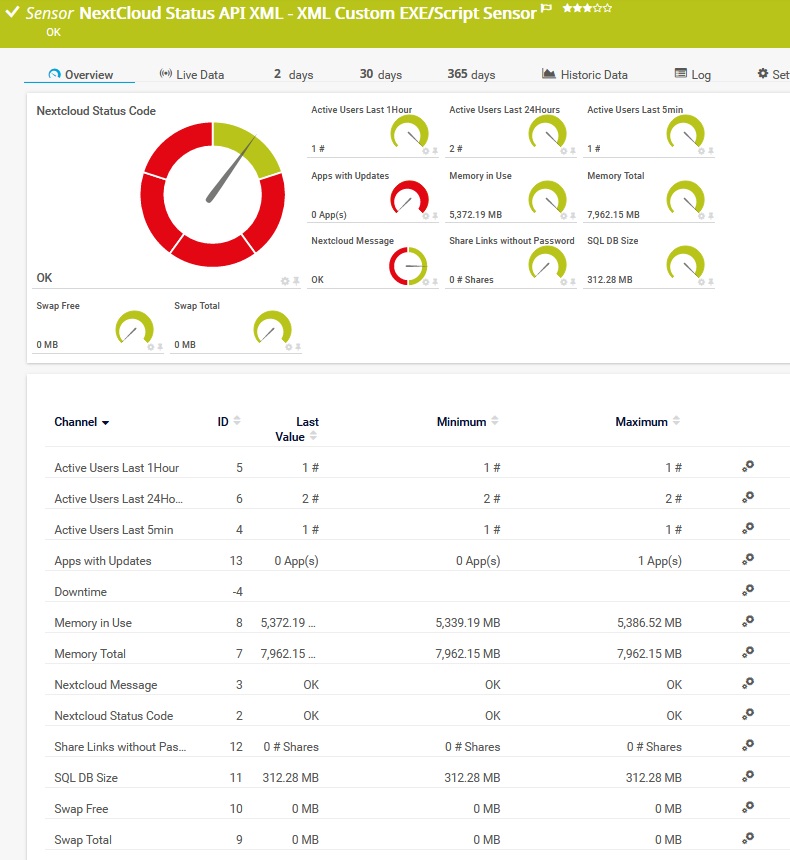 Sensor NextCloud Status API XML - XML Custom EXE/Script Sensor
OK
Overview Live Data 2 days 30 days 365 days Historic Data Log Set
Nextcloud Status Code
OK
Active Users Last 1Hour
1 #
Active Users Last 24Hours
2 #
Active Users Last 5min
1 #
Apps with Updates
0 App(s)
Memory in Use
5,372.19 MB
Memory Total
7,962.15 MB
Nextcloud Message
OK
Share Links without Password
0 # Shares
SQL DB Size
312.28 MB
Swap Free
0 MB
Swap Total
0 MB
Channel ID Last Value Minimum Maximum
Active Users Last 1Hour 5 1 # 1 # 1 #
Active Users Last 24Ho... 6 2 # 2 # 2 #
Active Users Last 5min 4 1 # 1 # 1 #
Apps with Updates 13 0 App(s) 0 App(s) 1 App(s)
Downtime -4
Memory in Use 8 5,372.19 ... 5,339.19 MB 5,386.52 MB
Memory Total 7 7,962.15 ... 7,962.15 MB 7,962.15 MB
Nextcloud Message 3 OK OK OK
Nextcloud Status Code 2 OK OK OK
Share Links without Pas... 12 0 # Shares 0 # Shares 0 # Shares
SQL DB Size 11 312.28 MB 312.28 MB 312.28 MB
Swap Free 10 0 MB 0 MB 0 MB
Swap Total 9 0 MB 0 MB 0 MB